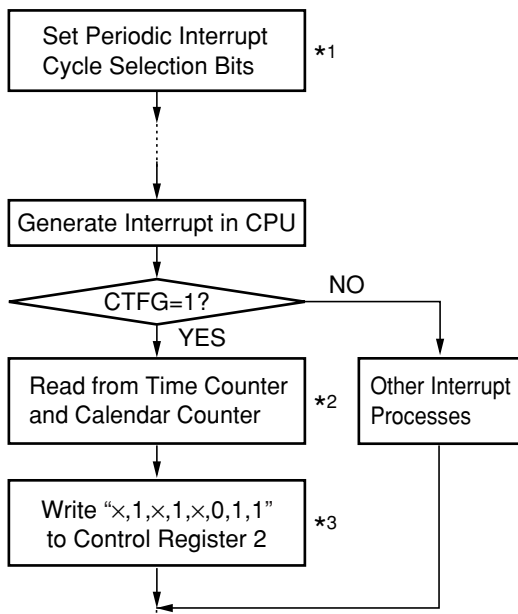 Set Periodic Interrupt
Cycle Selection Bits
*1
Generate Interrupt in CPU
CTFG=1?
NO
YES
Read from Time Counter
and Calendar Counter
*2
Other Interrupt
Processes
Write “×,1,×,1,×,0,1,1”
to Control Register 2
*3